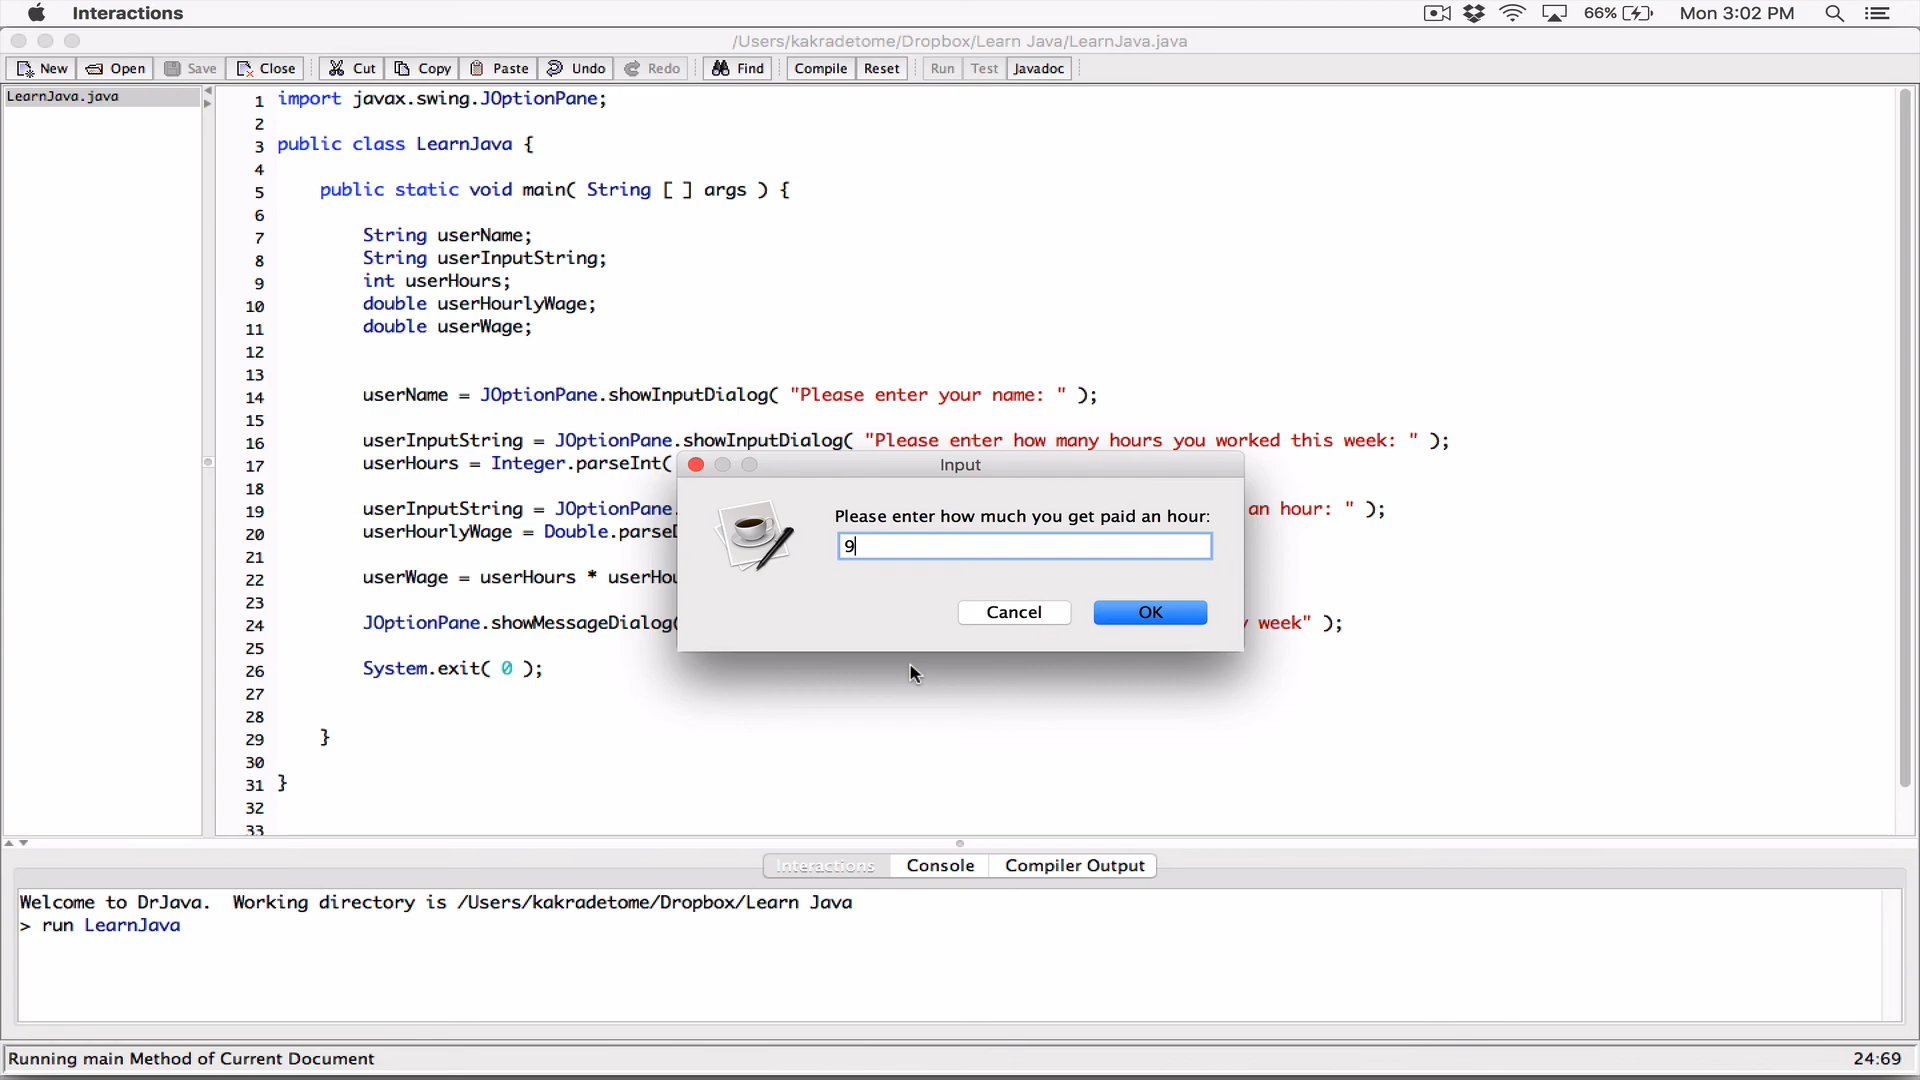 Interactions
66%
Mon 3:02 PM
/Users/kakradetome/Dropbox/Learn Java/LearnJava.java
New Open Save Close Cut Copy Paste Undo Redo Find Compile Reset Run Test Javadoc
LearnJava.java
1 import javax.swing.JOptionPane;
2
3 public class LearnJava {
4
5 public static void main( String [ ] args ) {
6
7 String userName;
8 String userInputString;
9 int userHours;
10 double userHourlyWage;
11 double userWage;
12
13
14 userName = JOptionPane.showInputDialog( "Please enter your name: " );
15
16 userInputString = JOptionPane.showInputDialog( "Please enter how many hours you worked this week: " );
17 userHours = Integer.parseInt(
18
19 userInputString = JOptionPane. an hour: " );
20 userHourlyWage = Double.
21
22 userWage = userHours *
23
24 JOptionPane.showMessageDialog( week" );
25
26 System.exit( 0 );
27
28
29 }
30
31 }
32
33
Input
Please enter how much you get paid an hour:
9
Cancel OK
Interactions Console Compiler Output
Welcome to DrJava. Working directory is /Users/kakradetome/Dropbox/Learn Java
> run LearnJava
Running main Method of Current Document
24:69